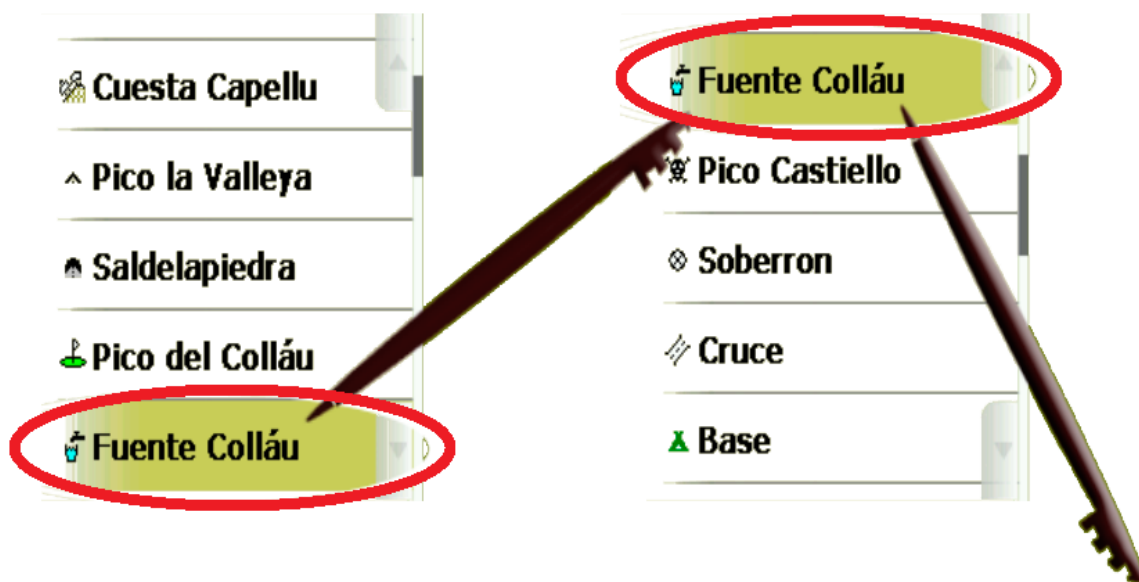 Cuesta Capellu
Pico la Valleya
Saldelapiedra
Pico del Colláu
Fuente Colláu
Fuente Colláu
Pico Castiello
Soberron
Cruce
Base